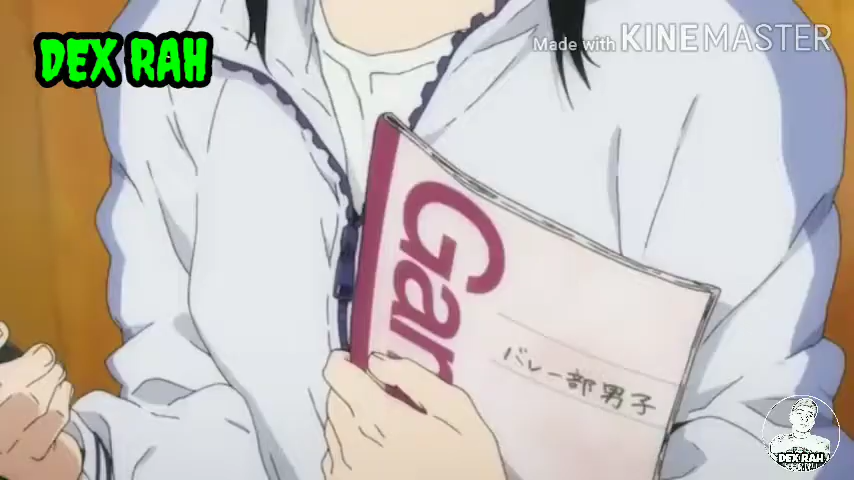 DEX RAH
Made with KINEMASTER
Gar
バレー部男子
DEX RAH